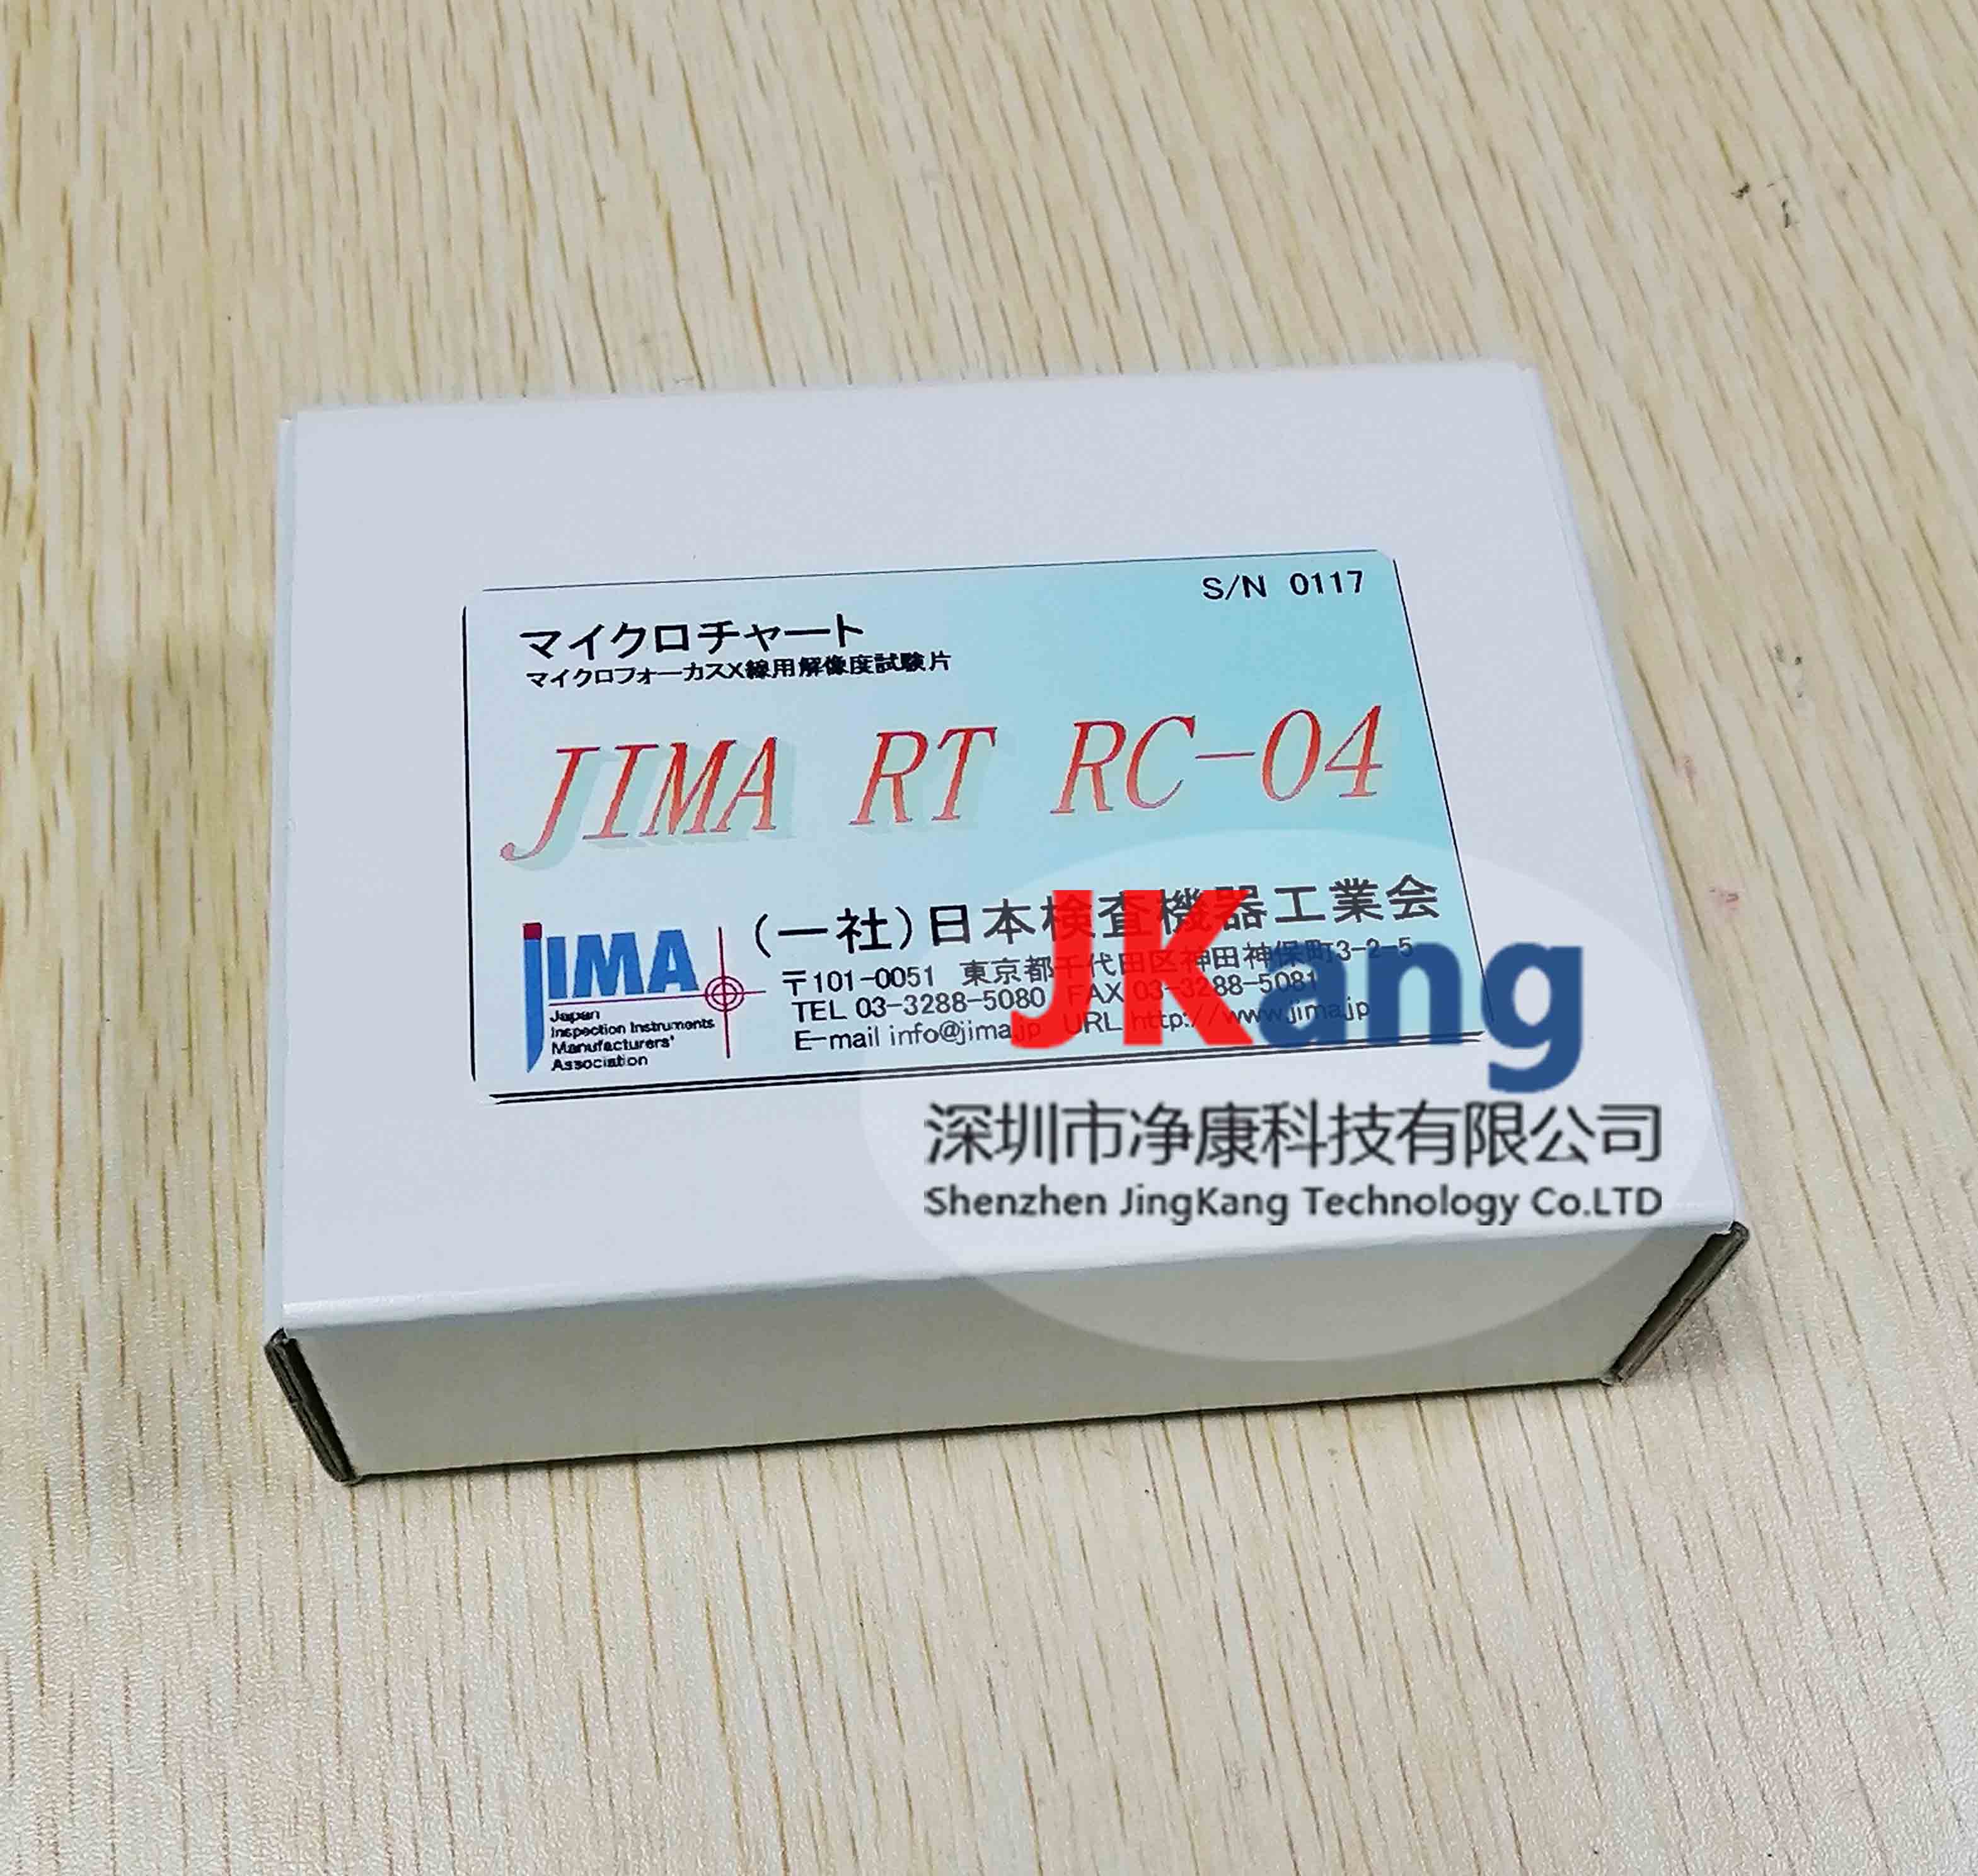 S/N 0117
マイクロチャート
マイクロフォーカスX線用解像度試験片
JIMA RT RC-04
(一社)日本検査機器工業会
〒101-0051 東京都千代田区神田神保町3-2-5
TEL 03-3288-5080 FAX 03-3288-5081
E-mail info@jima.jp URL http://www.jima.jp
JIMA
Japan
Inspection Instruments
Manufacturers'
Association
JKang
深圳市净康科技有限公司
Shenzhen JingKang Technology Co.LTD